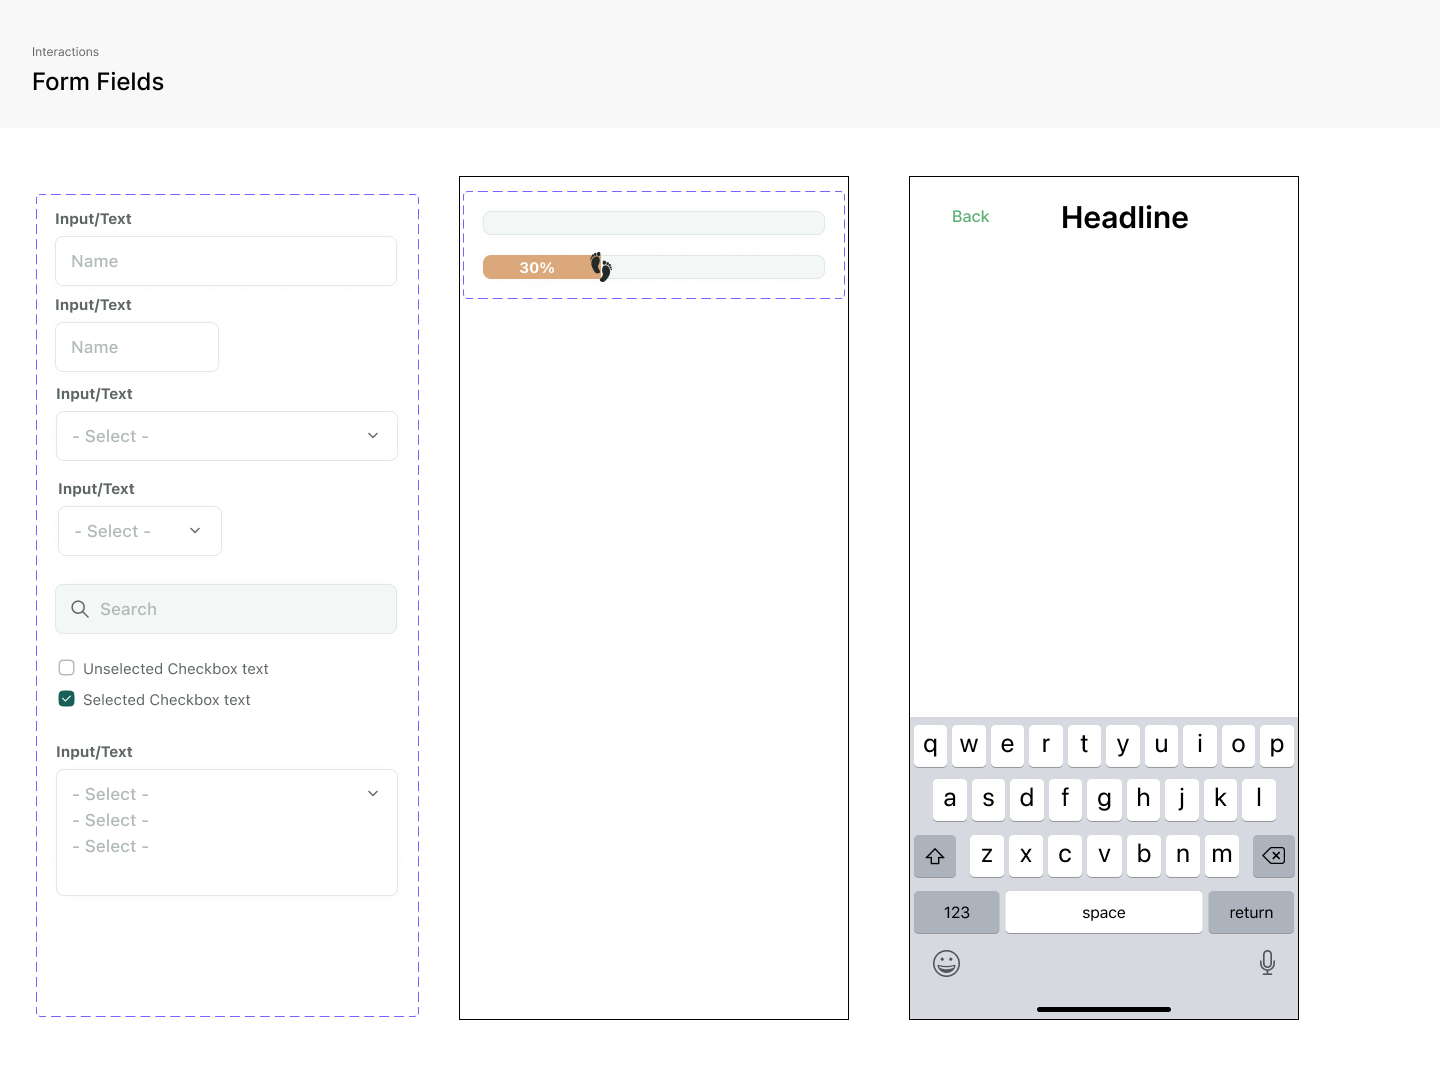 Interactions
Form Fields
Input/Text
Name
Input/Text
Name
Input/Text
- Select -
Input/Text
- Select -
Search
Unselected Checkbox text
Selected Checkbox text
Input/Text
- Select -
- Select -
- Select -
30%
Back
Headline
q w e r t y u i o p
a s d f g h j k l
z x c v b n m
123 space return